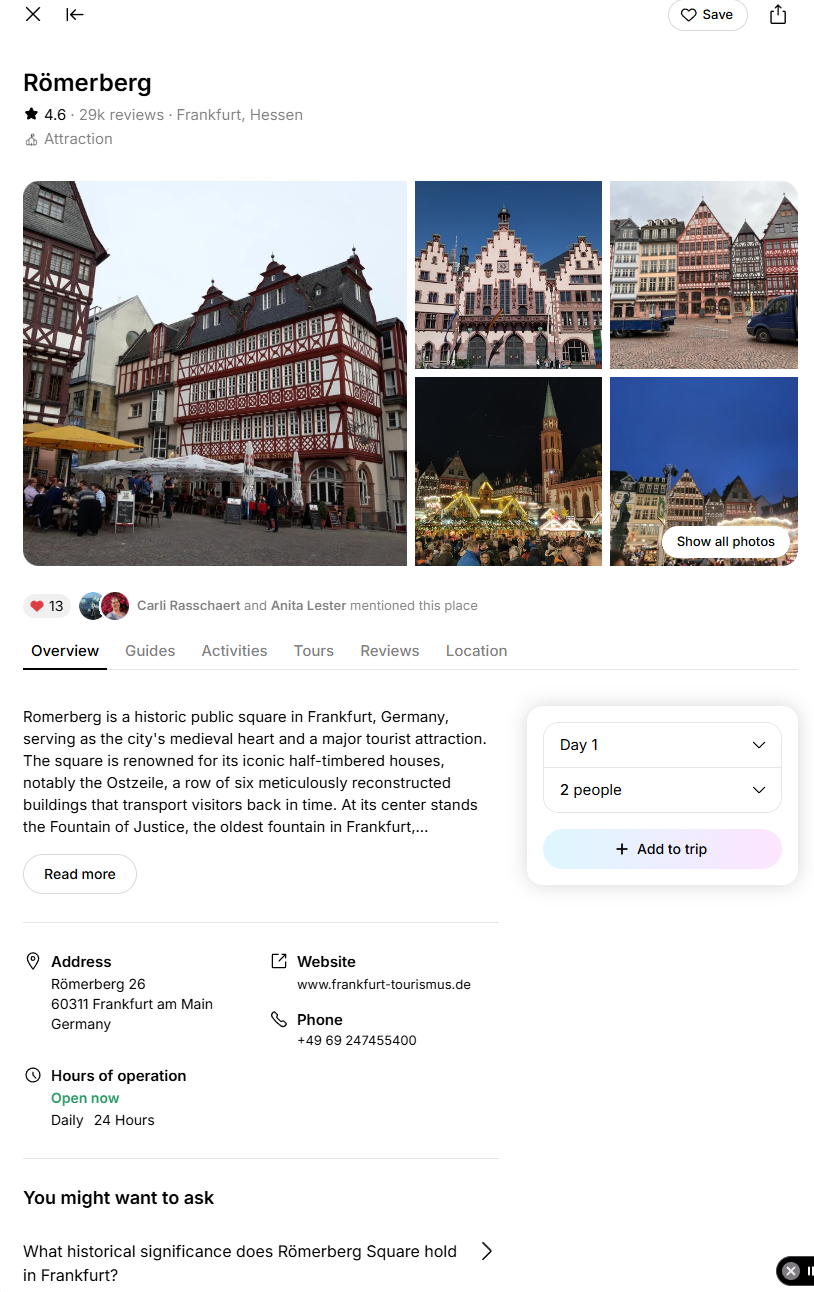 Save
Römerberg
4.6 · 29k reviews · Frankfurt, Hessen
Attraction
Show all photos
13
Carli Rasschaert and Anita Lester mentioned this place
Overview
Guides
Activities
Tours
Reviews
Location
Romerberg is a historic public square in Frankfurt, Germany,
serving as the city's medieval heart and a major tourist attraction.
The square is renowned for its iconic half-timbered houses,
notably the Ostzeile, a row of six meticulously reconstructed
buildings that transport visitors back in time. At its center stands
the Fountain of Justice, the oldest fountain in Frankfurt,...
Read more
Day 1
2 people
Add to trip
Address
Römerberg 26
60311 Frankfurt am Main
Germany
Website
www.frankfurt-tourismus.de
Phone
+49 69 247455400
Hours of operation
Open now
Daily 24 Hours
You might want to ask
What historical significance does Römerberg Square hold
in Frankfurt?